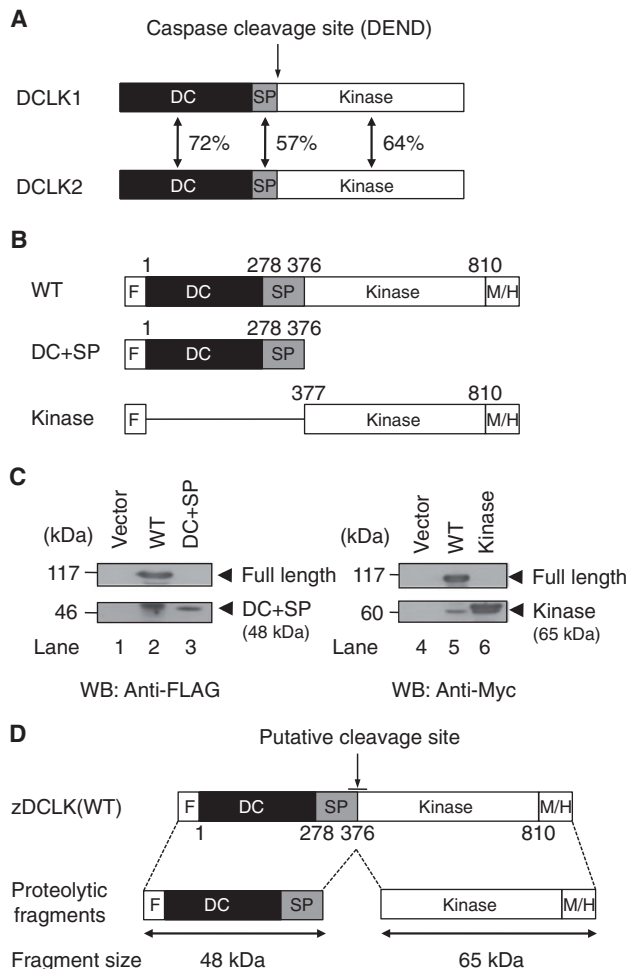 A
Caspase cleavage site (DEND)
DCLK1
DC SP Kinase
72% 57% 64%
DCLK2
DC SP Kinase
B
1 278 376 810
WT
F DC SP Kinase M/H
1 278 376
DC+SP
F DC SP
377 810
Kinase
F Kinase M/H
C
(kDa) Vector WT DC+SP
117 Full length
46 DC+SP
(48 kDa)
Lane 1 2 3
WB: Anti-FLAG
(kDa) Vector WT Kinase
117 Full length
60 Kinase
(65 kDa)
Lane 4 5 6
WB: Anti-Myc
D
Putative cleavage site
zDCLK(WT)
F DC SP Kinase M/H
1 278 376 810
Proteolytic
fragments
F DC SP Kinase M/H
Fragment size 48 kDa 65 kDa